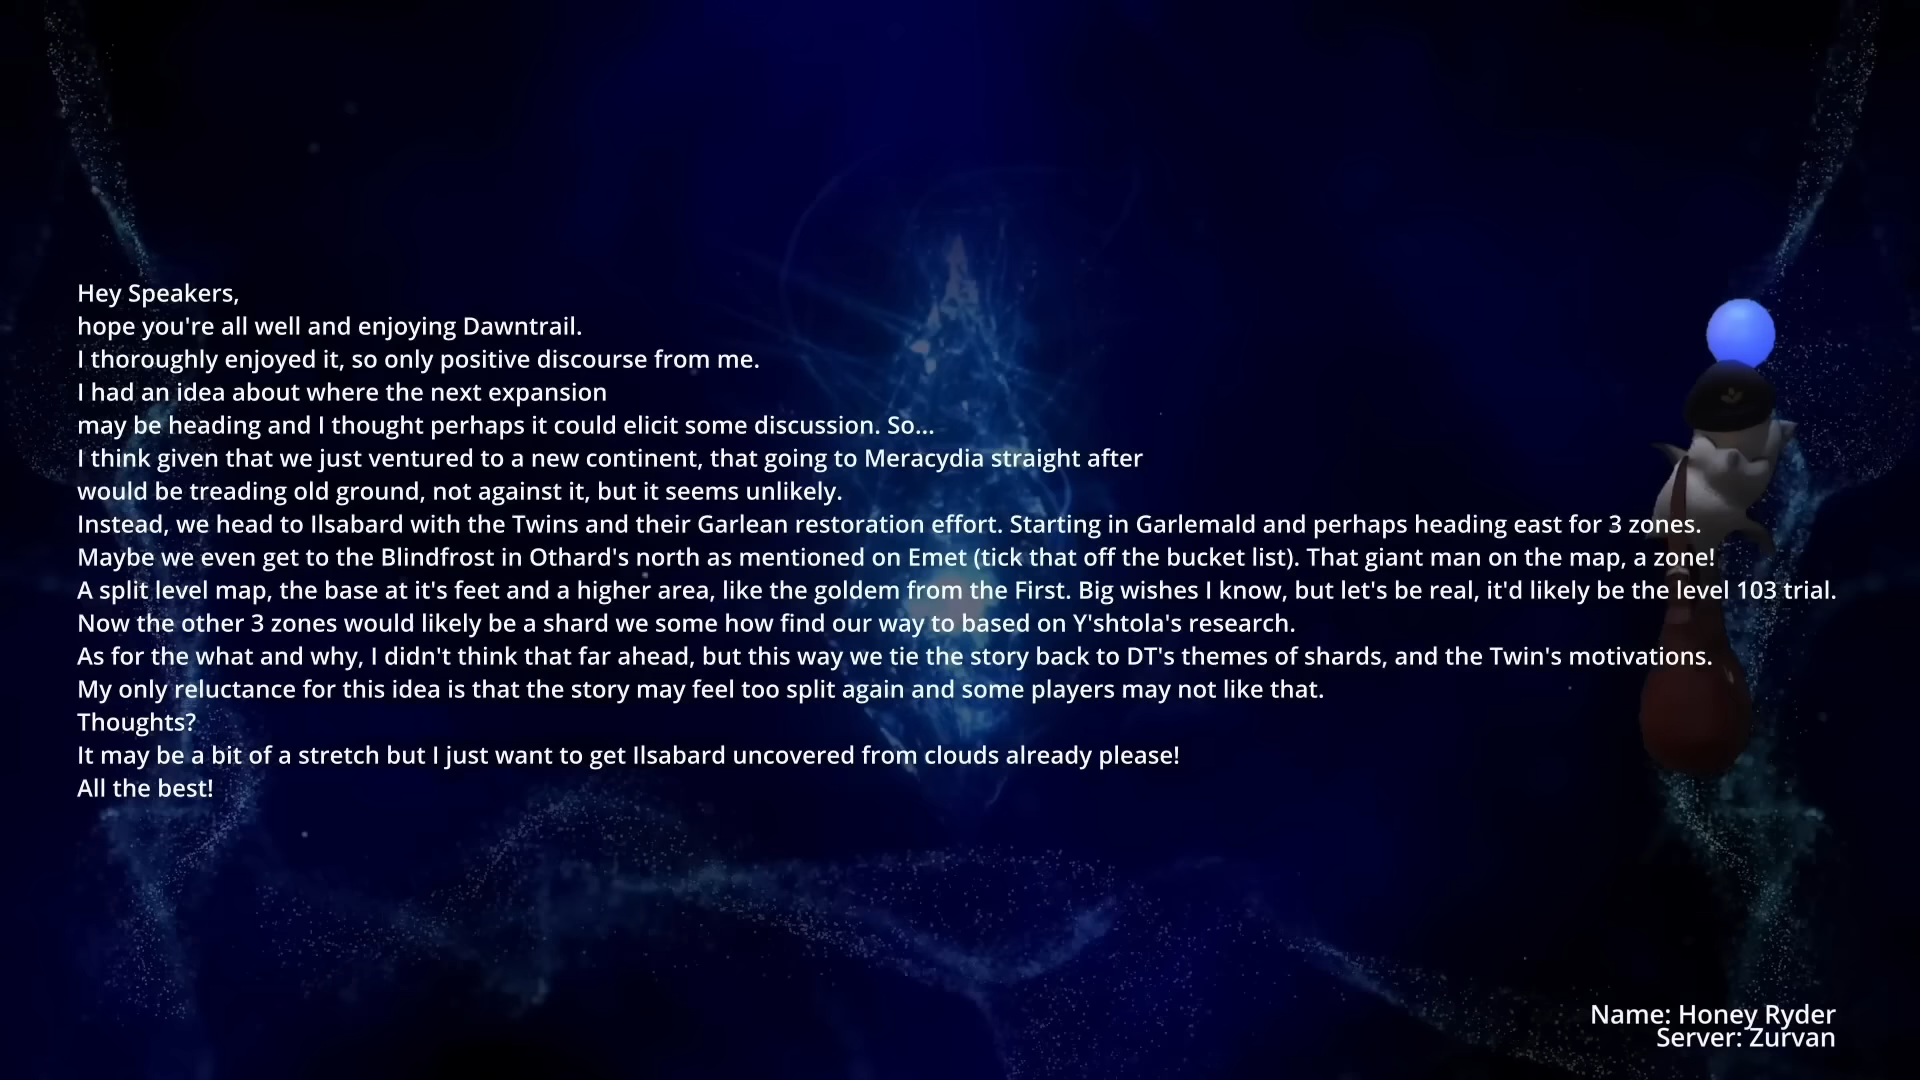 Hey Speakers,
hope you're all well and enjoying Dawntrail.
I thoroughly enjoyed it, so only positive discourse from me.
I had an idea about where the next expansion
may be heading and I thought perhaps it could elicit some discussion. So...
I think given that we just ventured to a new continent, that going to Meracydia straight after
would be treading old ground, not against it, but it seems unlikely.
Instead, we head to Ilsabard with the Twins and their Garlean restoration effort. Starting in Garlemald and perhaps heading east for 3 zones.
Maybe we even get to the Blindfrost in Othard's north as mentioned on Emet (tick that off the bucket list). That giant man on the map, a zone!
A split level map, the base at it's feet and a higher area, like the goldem from the First. Big wishes I know, but let's be real, it'd likely be the level 103 trial.
Now the other 3 zones would likely be a shard we some how find our way to based on Y'shtola's research.
As for the what and why, I didn't think that far ahead, but this way we tie the story back to DT's themes of shards, and the Twin's motivations.
My only reluctance for this idea is that the story may feel too split again and some players may not like that.
Thoughts?
It may be a bit of a stretch but I just want to get Ilsabard uncovered from clouds already please!
All the best!
Name: Honey Ryder
Server: Zurvan